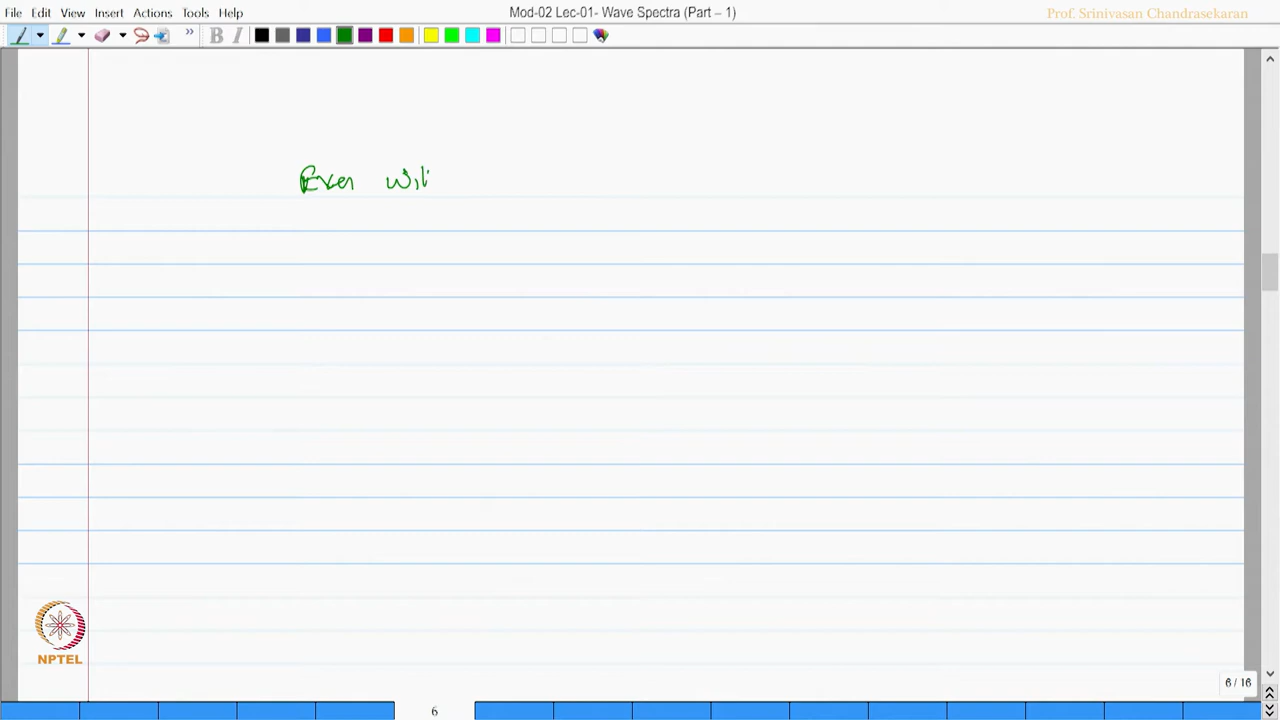 File Edit View Insert Actions Tools Help Mod-02 Lec-01- Wave Spectra (Part – 1) Prof. Srinivasan Chandrasekaran
B I
Even wit
NPTEL
6 / 16
6